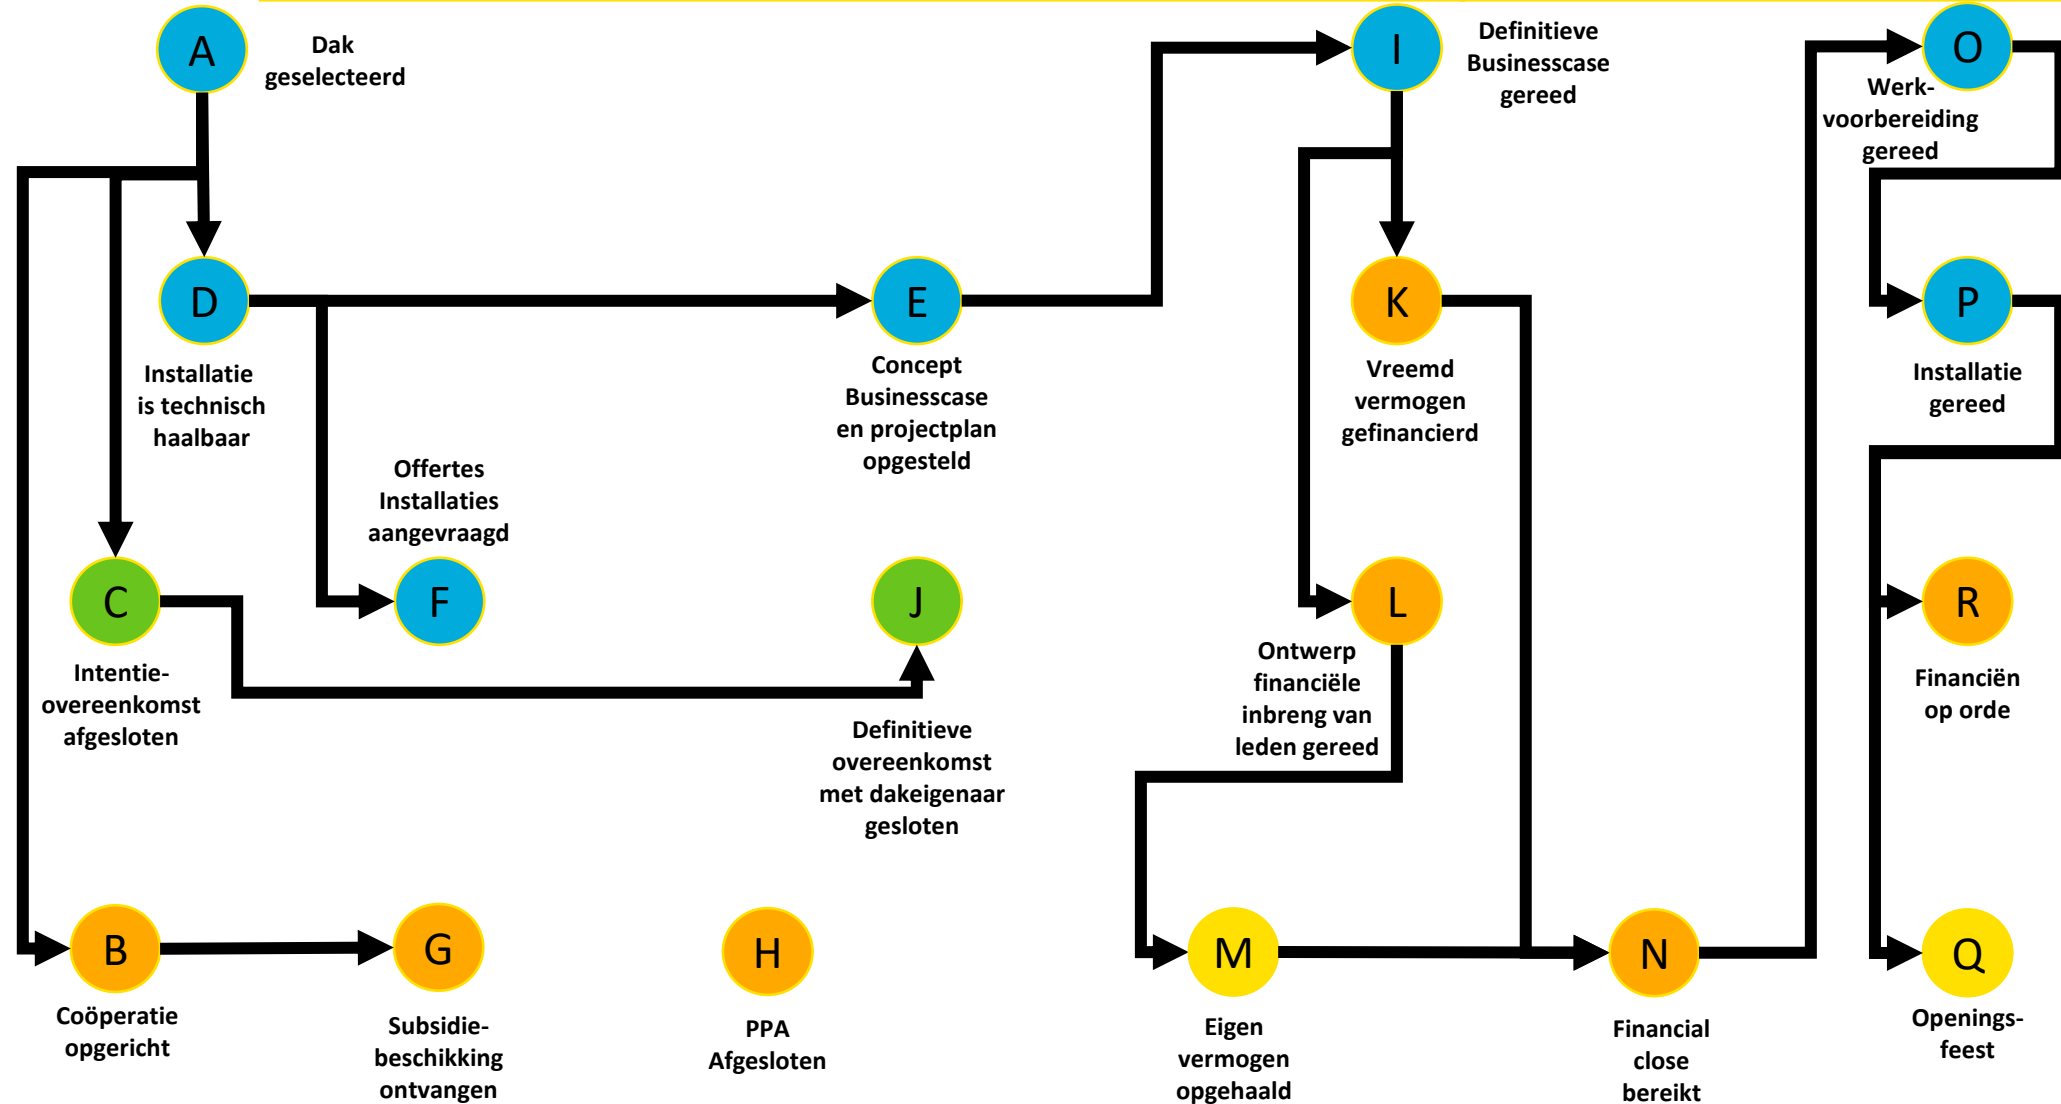 A
Dak
geselecteerd
I
Definitieve
Businesscase
gereed
O
Werk-
voorbereiding
gereed
D
Installatie
is technisch
haalbaar
E
Concept
Businesscase
en projectplan
opgesteld
K
Vreemd
vermogen
gefinancierd
P
Installatie
gereed
Offertes
Installaties
aangevraagd
F
C
Intentie-
overeenkomst
afgesloten
J
Definitieve
overeenkomst
met dakeigenaar
gesloten
L
Ontwerp
financiële
inbreng van
leden gereed
R
Financiën
op orde
B
Coöperatie
opgericht
G
Subsidie-
beschikking
ontvangen
H
PPA
Afgesloten
M
Eigen
vermogen
opgehaald
N
Financial
close
bereikt
Q
Openings-
feest